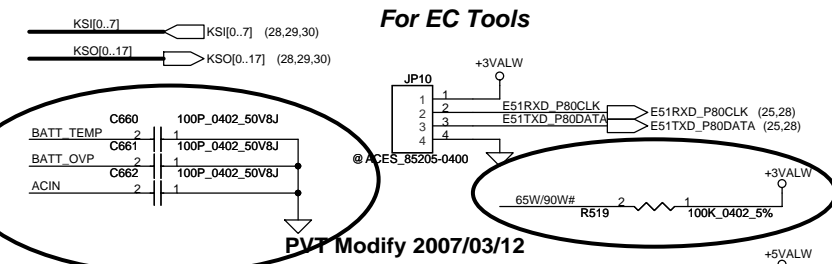 For EC Tools
KSI[0..7] KSI[0..7] (28,29,30)
KSO[0..17] KSO[0..17] (28,29,30)
+3VALW
JP10
1 1
2 2 E51RXD_P80CLK E51RXD_P80CLK (25,28)
3 3 E51TXD_P80DATA E51TXD_P80DATA (25,28)
4 4
@ACES_85205-0400
C660 100P_0402_50V8J
BATT_TEMP 2 1
C661 100P_0402_50V8J
BATT_OVP 2 1
C662 100P_0402_50V8J
ACIN 2 1
+3VALW
65W/90W# 2 1
R519 100K_0402_5%
PVT Modify 2007/03/12
+5VALW